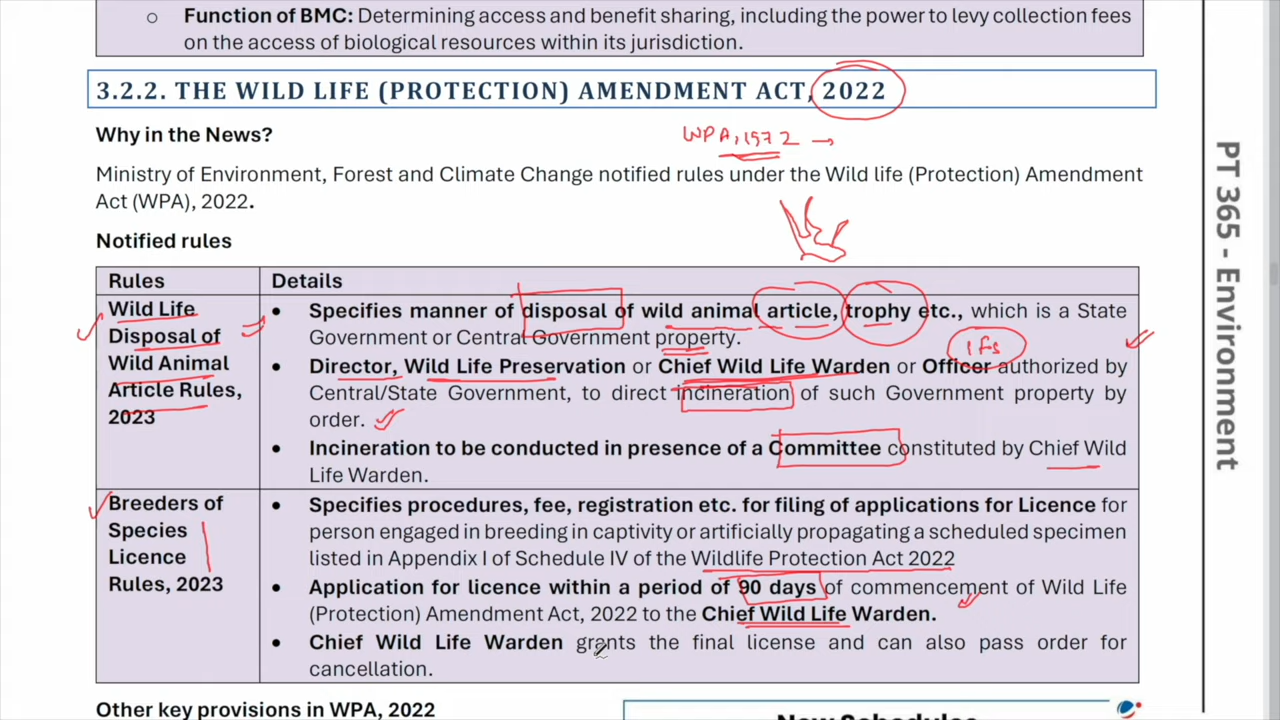 o Function of BMC: Determining access and benefit sharing, including the power to levy collection fees
on the access of biological resources within its jurisdiction.
3.2.2. THE WILD LIFE (PROTECTION) AMENDMENT ACT, 2022
Why in the News?
WPA, 1972 →
Ministry of Environment, Forest and Climate Change notified rules under the Wild life (Protection) Amendment
Act (WPA), 2022.
Notified rules
Rules
Details
Wild Life
Disposal of
Wild Animal
Article Rules,
2023
• Specifies manner of disposal of wild animal article, trophy etc., which is a State
Government or Central Government property.
Ifs
• Director, Wild Life Preservation or Chief Wild Life Warden or Officer authorized by
Central/State Government, to direct incineration of such Government property by
order.
• Incineration to be conducted in presence of a Committee constituted by Chief Wild
Life Warden.
Breeders of
Species
Licence
Rules, 2023
• Specifies procedures, fee, registration etc. for filing of applications for Licence for
person engaged in breeding in captivity or artificially propagating a scheduled specimen
listed in Appendix I of Schedule IV of the Wildlife Protection Act 2022
• Application for licence within a period of 90 days of commencement of Wild Life
(Protection) Amendment Act, 2022 to the Chief Wild Life Warden.
• Chief Wild Life Warden grants the final license and can also pass order for
cancellation.
Other key provisions in WPA, 2022
New Schedules
PT 365 - Environment